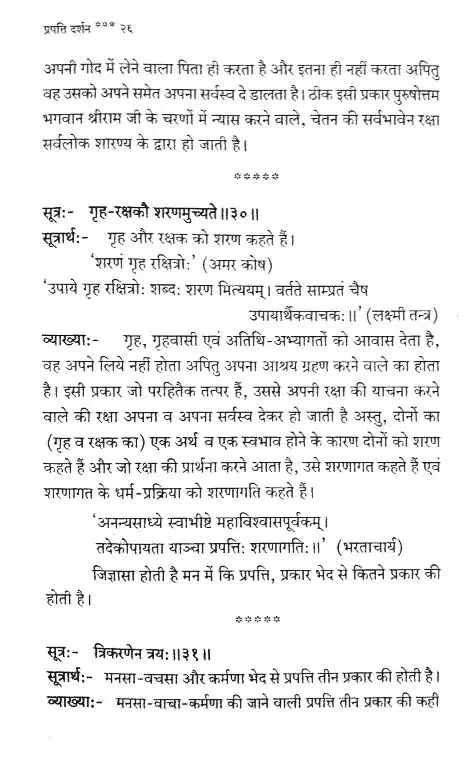 प्रपत्ति दर्शन *** २६
अपनी गोद में लेने वाला पिता ही करता है और इतना ही नहीं करता अपितु
वह उसको अपने समेत अपना सर्वस्व दे डालता है। ठीक इसी प्रकार पुरुषोत्तम
भगवान श्रीराम जी के चरणों में न्यास करने वाले, चेतन की सर्वभावेन रक्षा
सर्वलोक शारण्य के द्वारा हो जाती है।
*****
सूत्र:- गृह-रक्षकौ शरणमुच्यते॥३०॥
सूत्रार्थ:- गृह और रक्षक को शरण कहते हैं।
'शरणं गृह रक्षित्रो:' (अमर कोष)
'उपाये गृह रक्षित्रो: शब्द: शरण मित्ययम्। वर्तते साम्प्रतं चैष
उपायार्थैकवाचक:॥' (लक्ष्मी तन्त्र)
व्याख्या:- गृह, गृहवासी एवं अतिथि-अभ्यागतों को आवास देता है,
वह अपने लिये नहीं होता अपितु अपना आश्रय ग्रहण करने वाले का होता
है। इसी प्रकार जो परहितैक तत्पर हैं, उससे अपनी रक्षा की याचना करने
वाले की रक्षा अपना व अपना सर्वस्व देकर हो जाती है अस्तु, दोनों का
(गृह व रक्षक का) एक अर्थ व एक स्वभाव होने के कारण दोनों को शरण
कहते हैं और जो रक्षा की प्रार्थना करने आता है, उसे शरणागत कहते हैं एवं
शरणागत के धर्म-प्रक्रिया को शरणागति कहते हैं।
'अनन्यसाध्ये स्वाभीष्टे महाविश्वासपूर्वकम्।
तदेकोपायता याञ्चा प्रपत्ति: शरणागति:॥' (भरताचार्य)
जिज्ञासा होती है मन में कि प्रपत्ति, प्रकार भेद से कितने प्रकार की
होती है।
*****
सूत्र:- त्रिकरणेन त्रय:॥३१॥
सूत्रार्थ:- मनसा-वचसा और कर्मणा भेद से प्रपत्ति तीन प्रकार की होती है।
व्याख्या:- मनसा-वाचा-कर्मणा की जाने वाली प्रपत्ति तीन प्रकार की कही